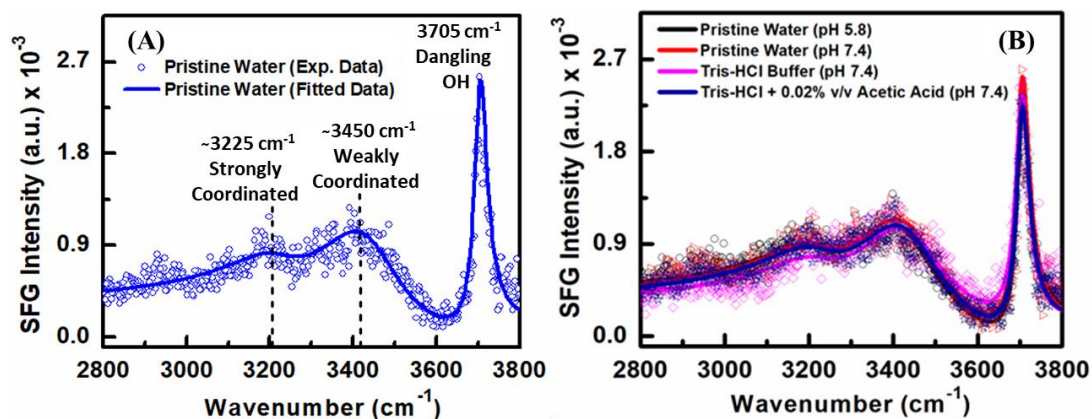 (A)
3705 cm⁻¹
Dangling
OH
Pristine Water (Exp. Data)
Pristine Water (Fitted Data)
~3225 cm⁻¹
Strongly
Coordinated
~3450 cm⁻¹
Weakly
Coordinated
SFG Intensity (a.u.) x 10⁻³
2.7
1.8
0.9
0.0
2800 3000 3200 3400 3600 3800
Wavenumber (cm⁻¹)
(B)
Pristine Water (pH 5.8)
Pristine Water (pH 7.4)
Tris-HCl Buffer (pH 7.4)
Tris-HCl + 0.02% v/v Acetic Acid (pH 7.4)
SFG Intensity (a.u.) x 10⁻³
2.7
1.8
0.9
0.0
2800 3000 3200 3400 3600 3800
Wavenumber (cm⁻¹)